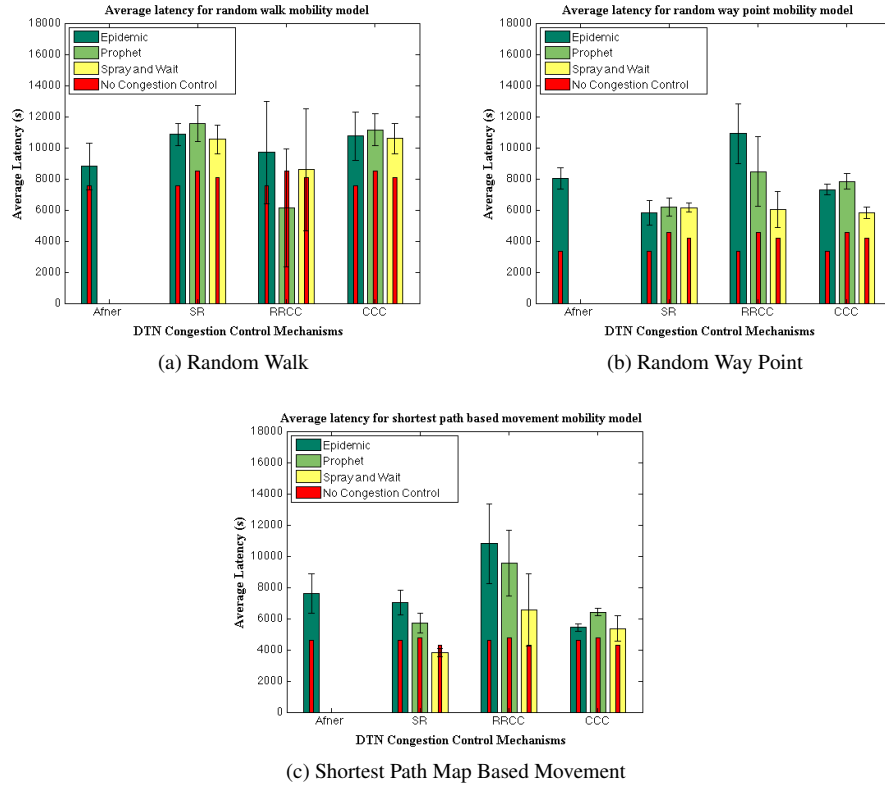 Average latency for random walk mobility model
18000
16000
14000
12000
10000
8000
6000
4000
2000
0
Average Latency (s)
Epidemic
Prophet
Spray and Wait
No Congestion Control
Afner
SR
RRCC
CCC
DTN Congestion Control Mechanisms
(a) Random Walk
Average latency for random way point mobility model
18000
16000
14000
12000
10000
8000
6000
4000
2000
0
Average Latency (s)
Epidemic
Prophet
Spray and Wait
No Congestion Control
Afner
SR
RRCC
CCC
DTN Congestion Control Mechanisms
(b) Random Way Point
Average latency for shortest path based movement mobility model
18000
16000
14000
12000
10000
8000
6000
4000
2000
0
Average Latency (s)
Epidemic
Prophet
Spray and Wait
No Congestion Control
Afner
SR
RRCC
CCC
DTN Congestion Control Mechanisms
(c) Shortest Path Map Based Movement